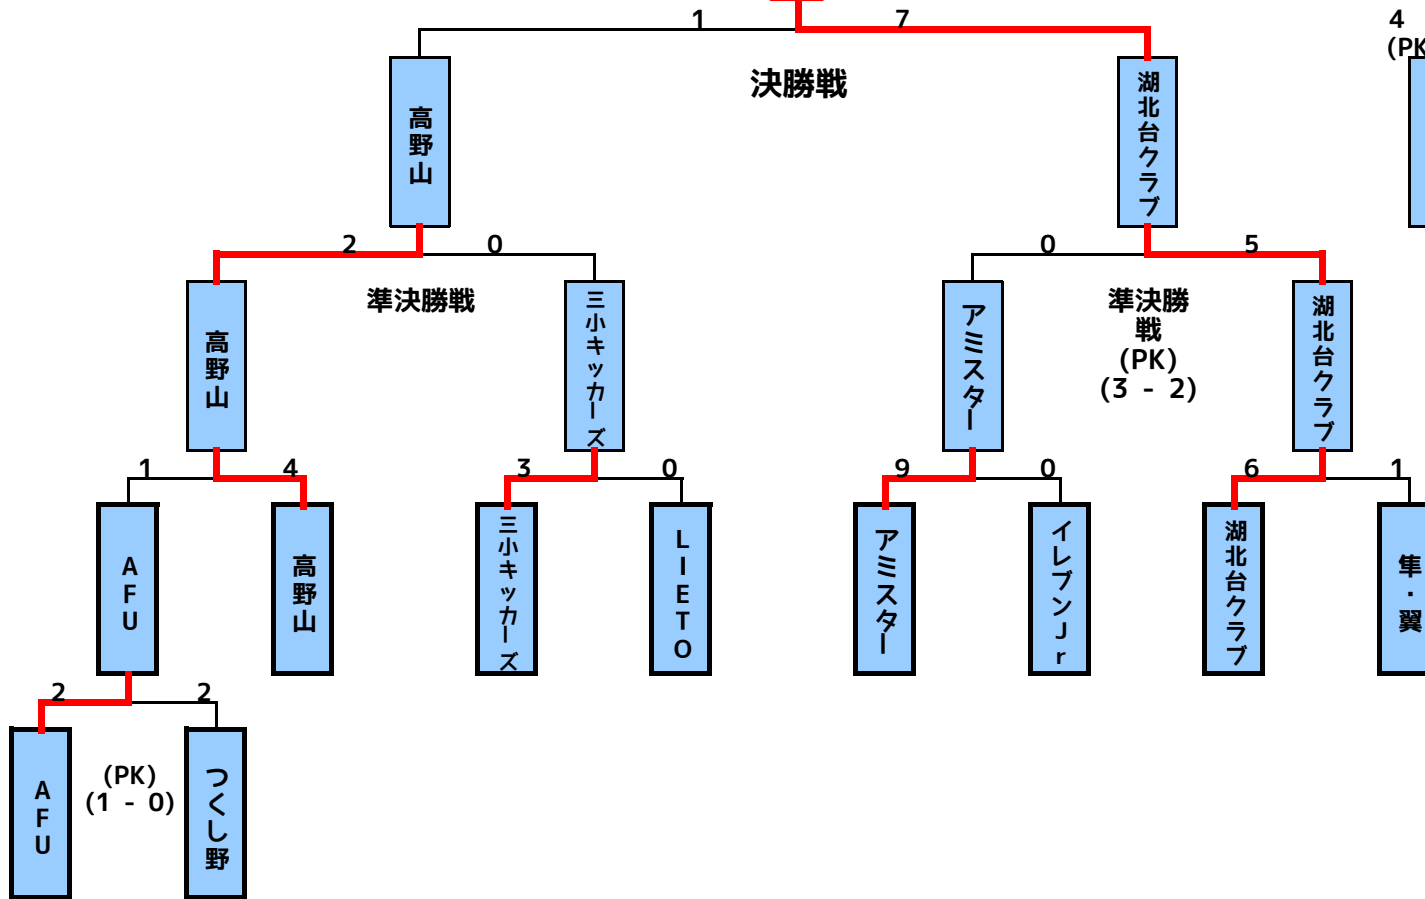 1 7 4
(PK
決勝戦
高野山
湖北台クラブ
2 0 0 5
準決勝戦
準決勝
戦
(PK)
(3 - 2)
高野山
三小キッカーズ
アミスター
湖北台クラブ
1 4 3 0 9 0 6 1
AFU
高野山
三小キッカーズ
LIETO
アミスター
イレブンJr
湖北台クラブ
隼・翼
2 2
(PK)
(1 - 0)
AFU
つくし野